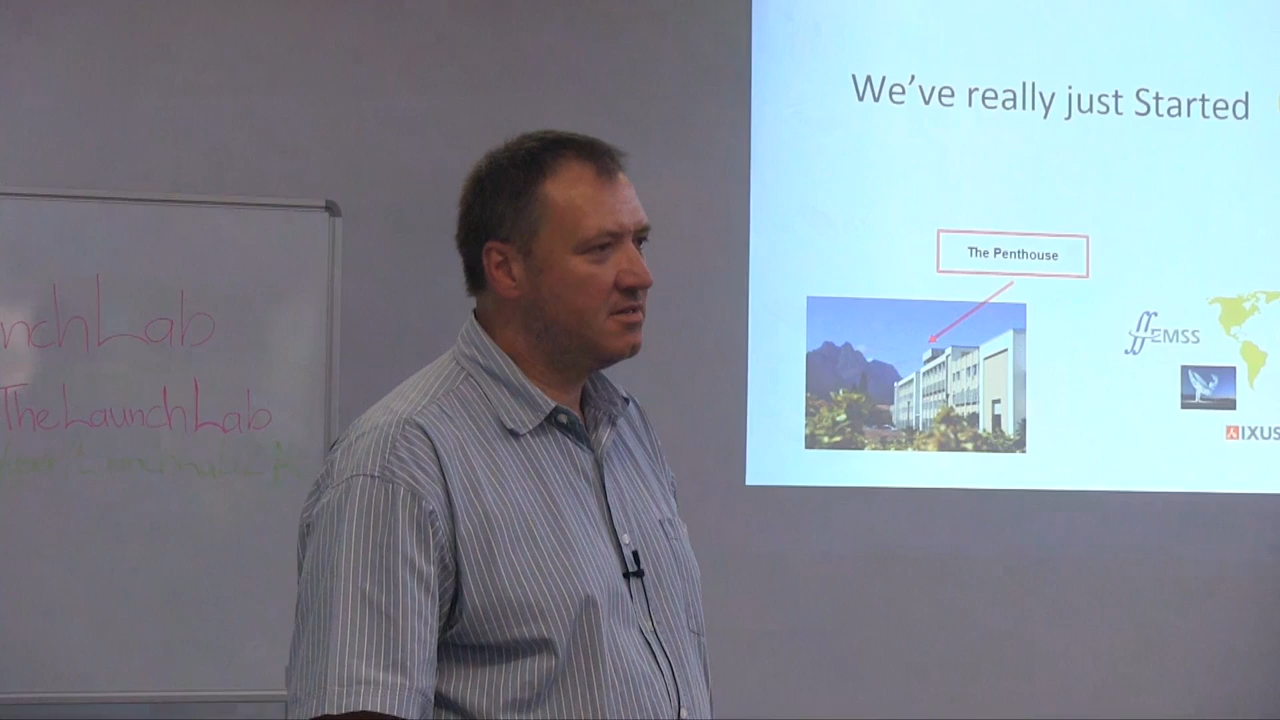 nchLab
TheLaunchLab
We've really just Started
The Penthouse
EMSS
IXUS